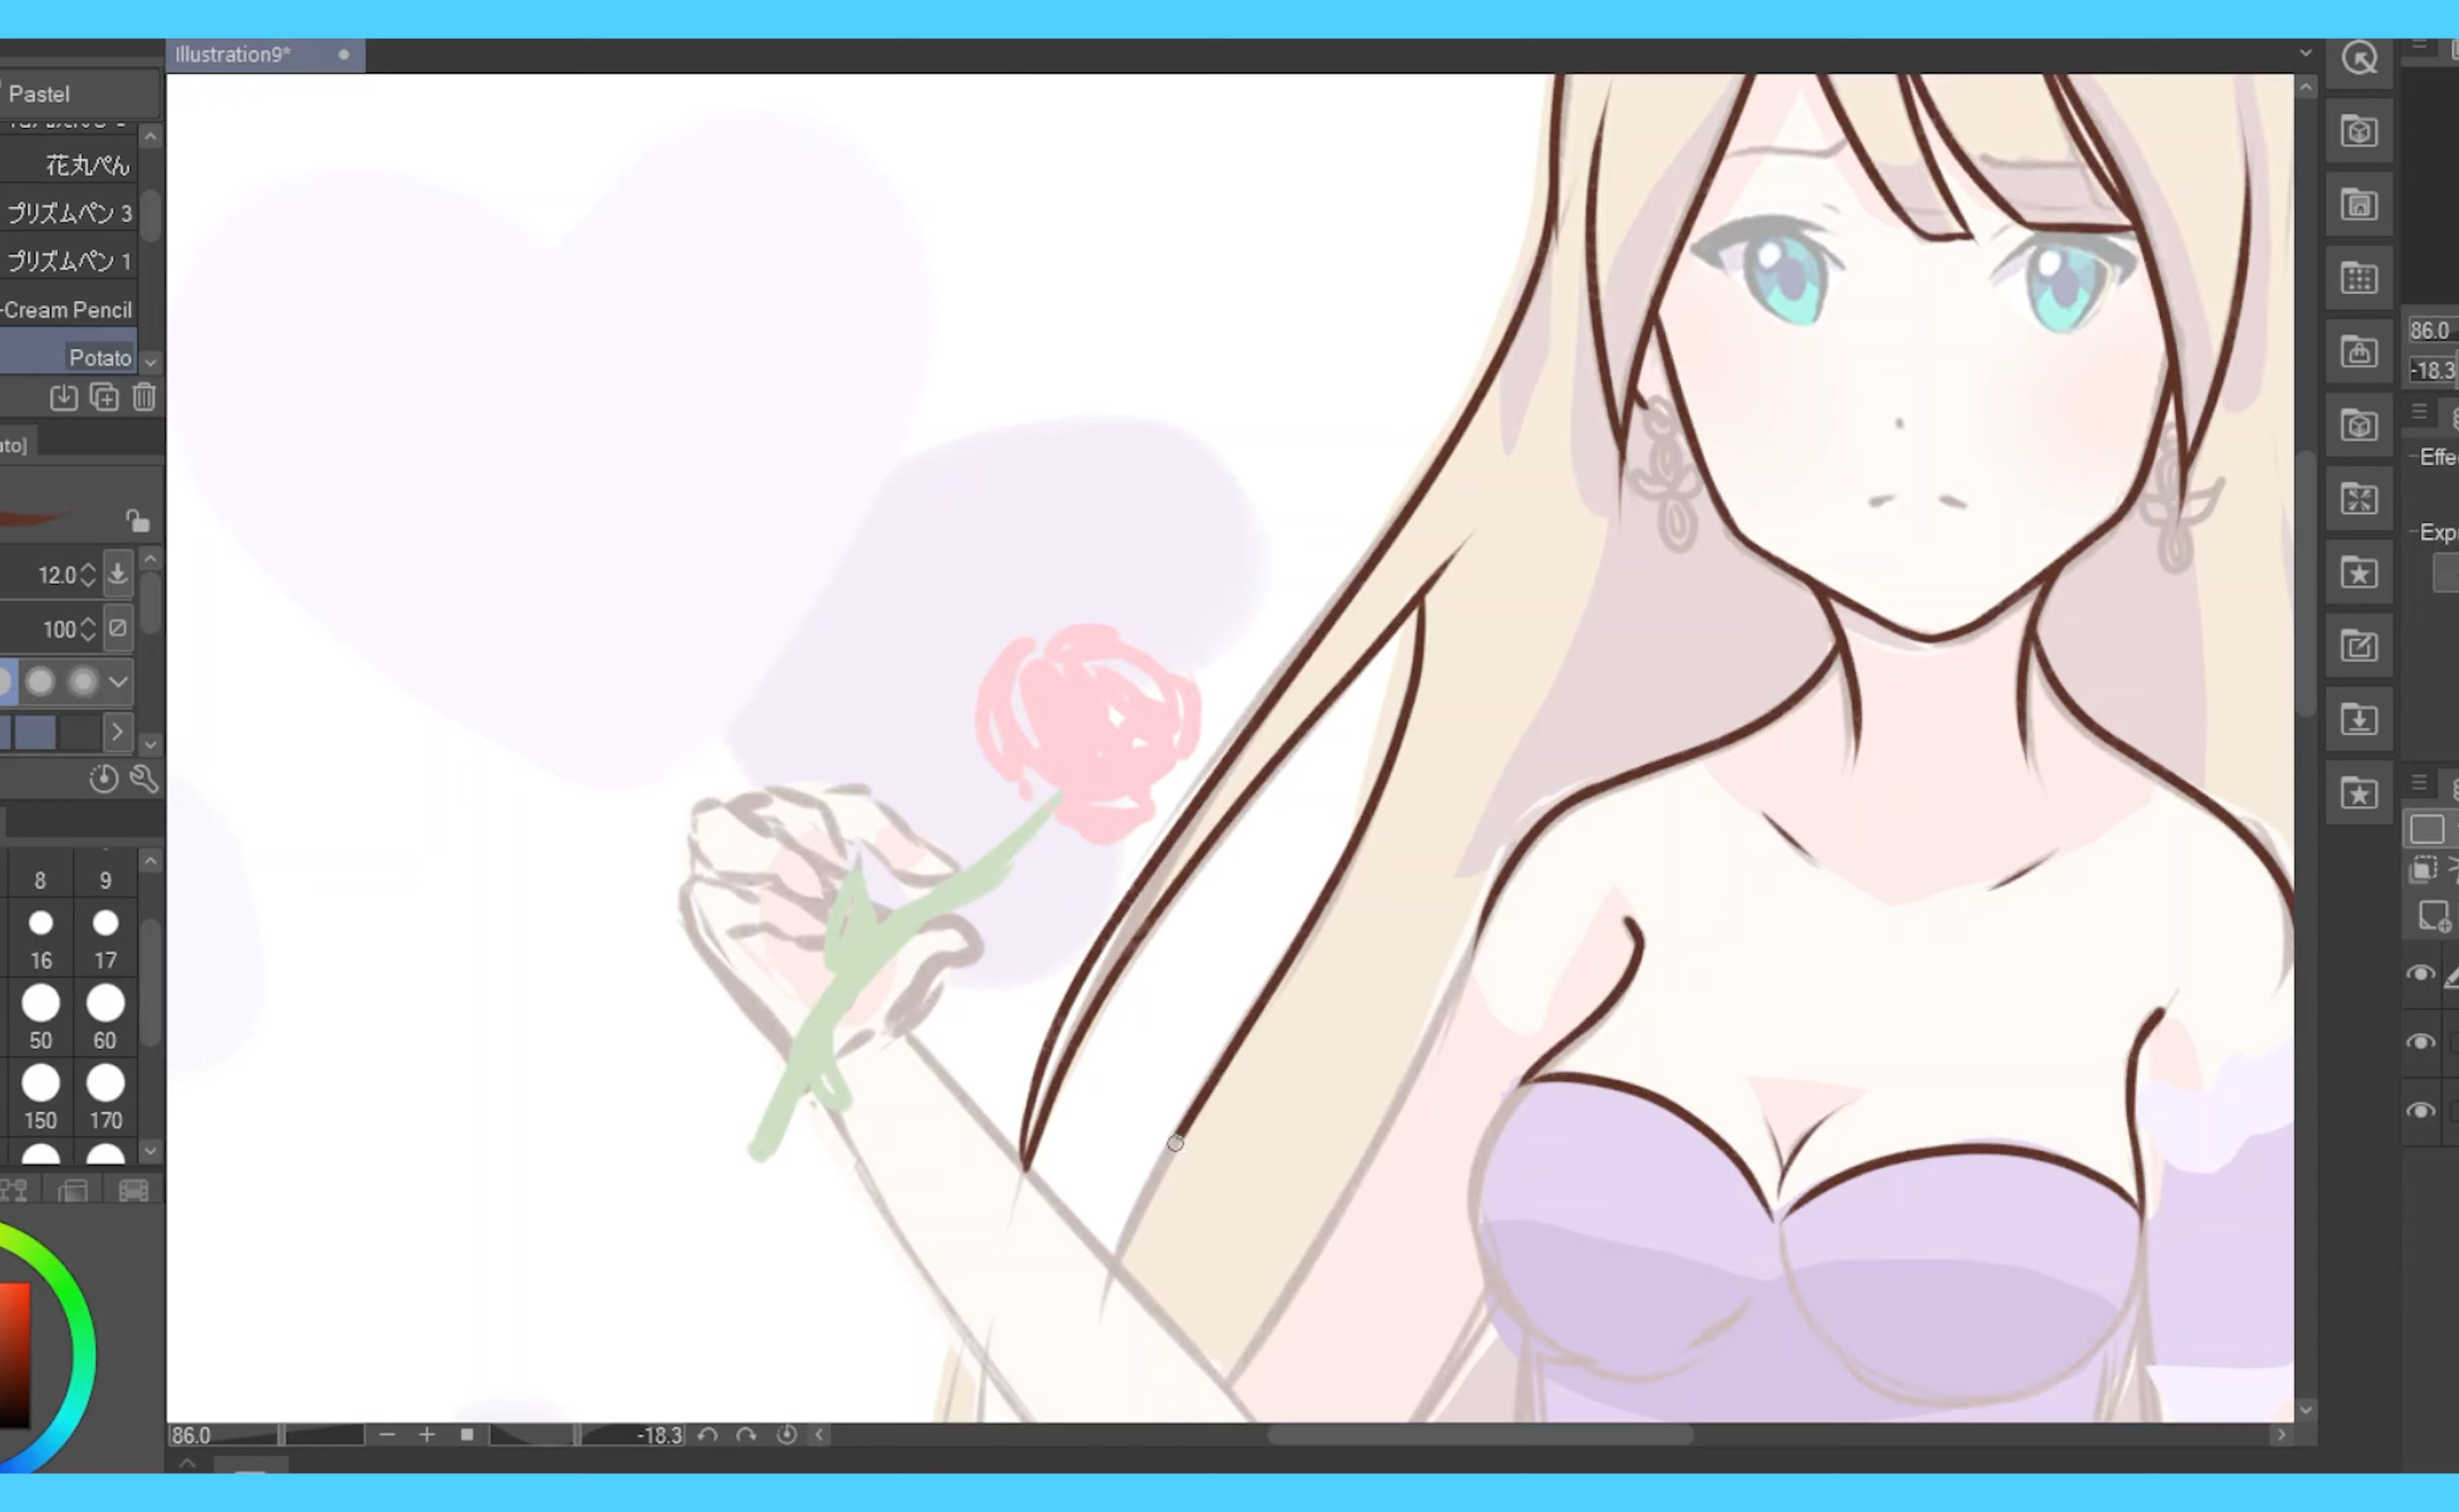 Illustration9*
Pastel
花丸ぺん
プリズムペン 3
プリズムペン 1
-Cream Pencil
Potato
ato]
12.0
100
8 9
16 17
50 60
150 170
86.0
-18.3
86.0
-18.3
Effe
Exp